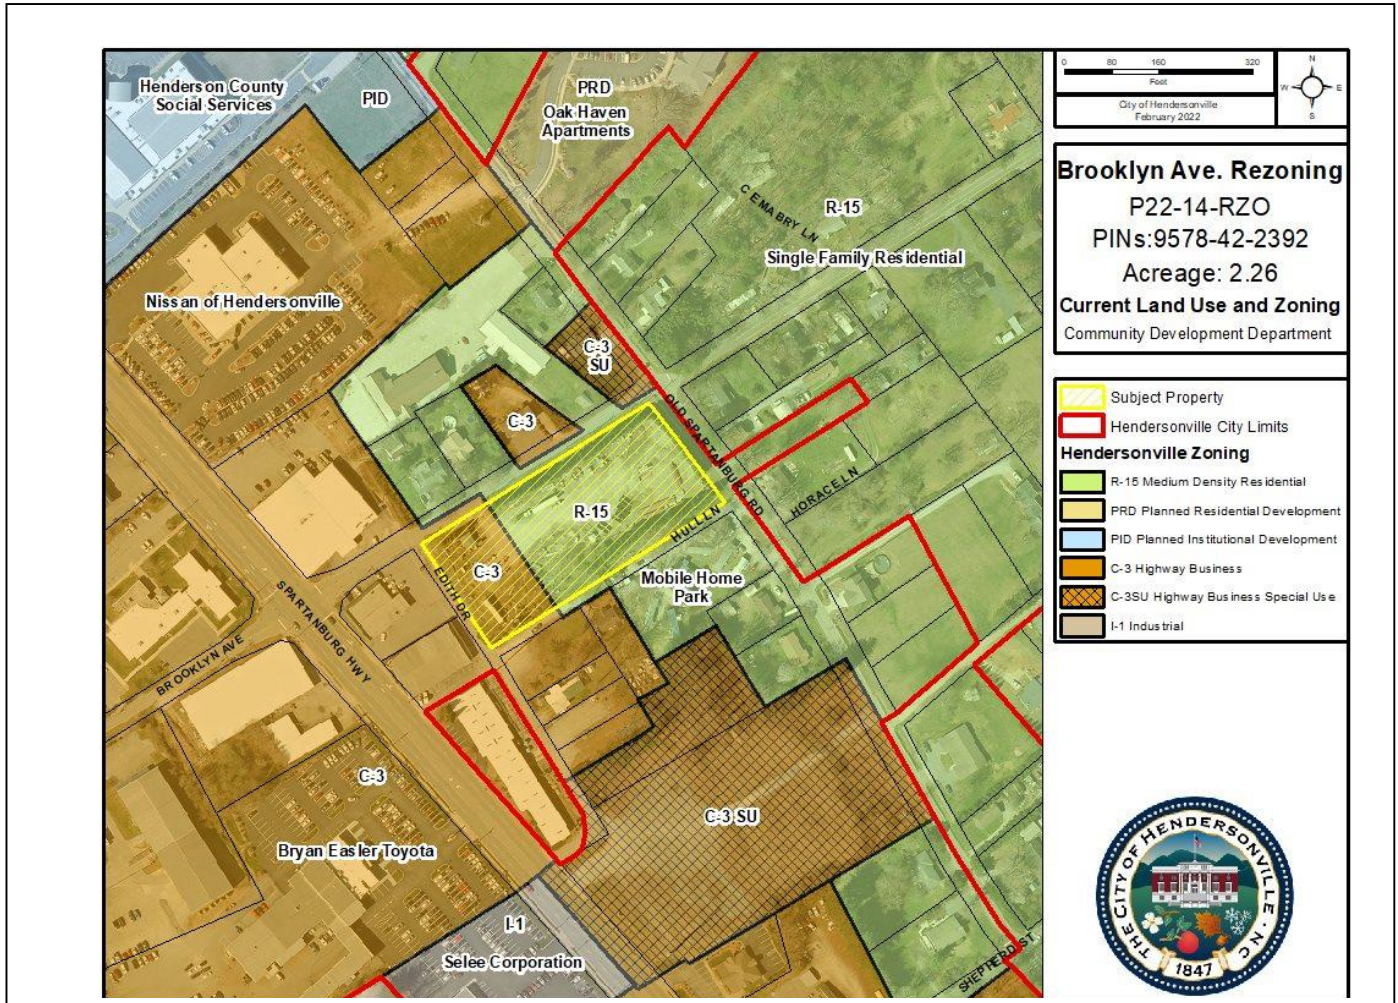 Henderson County
Social Services
PID
PRD
Oak Haven
Apartments
C E MABRY LN
R-15
Single Family Residential
Nissan of Hendersonville
C-3
SU
C-3
OLD SPARTANBURG RD
HORACE LN
R-15
HULL LN
C-3
EDITH DR
Mobile Home
Park
SPARTANBURG HWY
BROOKLYN AVE
C-3
C-3 SU
Bryan Easler Toyota
I-1
Selee Corporation
SHEPHERD ST
0 80 160 320
Feet
City of Hendersonville
February 2022
N
W E
S
Brooklyn Ave. Rezoning
P22-14-RZO
PINs:9578-42-2392
Acreage: 2.26
Current Land Use and Zoning
Community Development Department
Subject Property
Hendersonville City Limits
Hendersonville Zoning
R-15 Medium Density Residential
PRD Planned Residential Development
PID Planned Institutional Development
C-3 Highway Business
C-3SU Highway Business Special Use
I-1 Industrial
THE CITY OF HENDERSONVILLE · N.C
1847